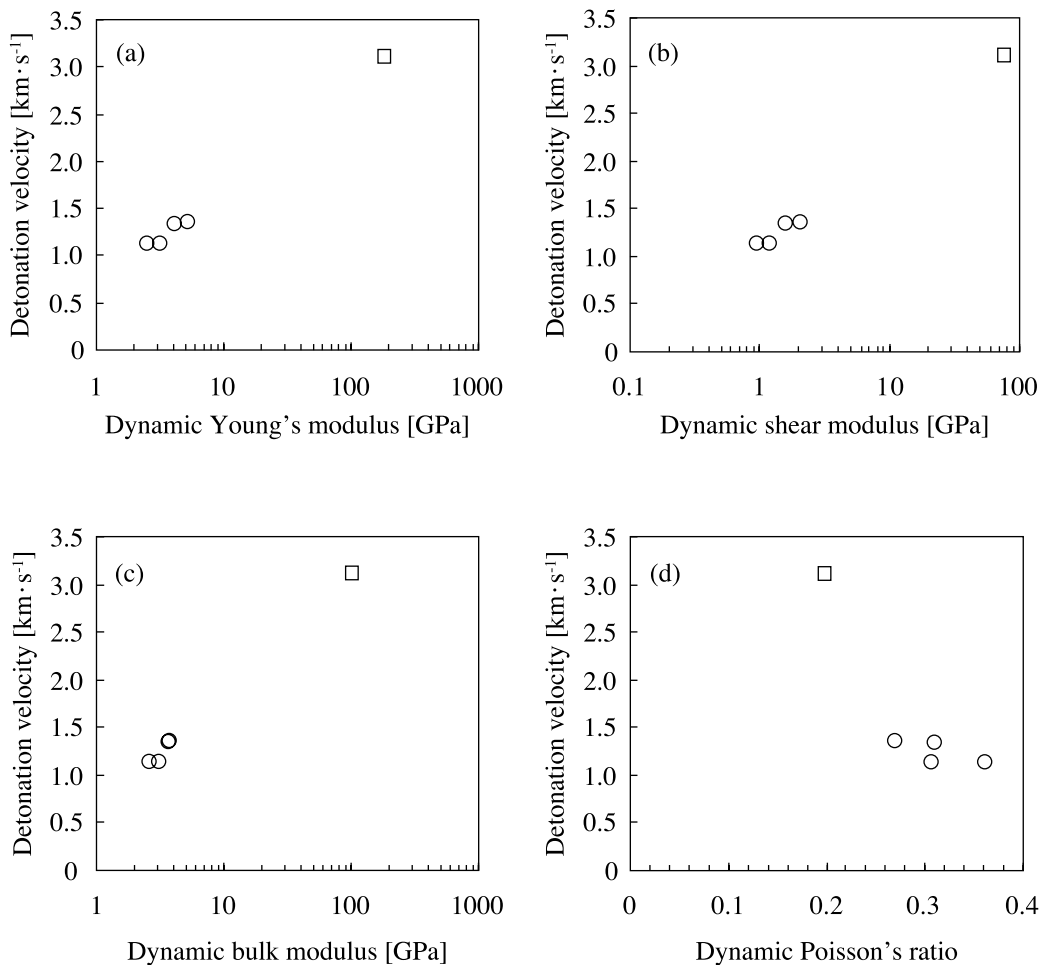 (a)
3.5
3.0
2.5
2.0
1.5
1.0
0.5
0
Detonation velocity [km·s-1]
1 10 100 1000
Dynamic Young's modulus [GPa]
(b)
3.5
3.0
2.5
2.0
1.5
1.0
0.5
0
Detonation velocity [km·s-1]
0.1 1 10 100
Dynamic shear modulus [GPa]
(c)
3.5
3.0
2.5
2.0
1.5
1.0
0.5
0
Detonation velocity [km·s-1]
1 10 100 1000
Dynamic bulk modulus [GPa]
(d)
3.5
3.0
2.5
2.0
1.5
1.0
0.5
0
Detonation velocity [km·s-1]
0 0.1 0.2 0.3 0.4
Dynamic Poisson's ratio